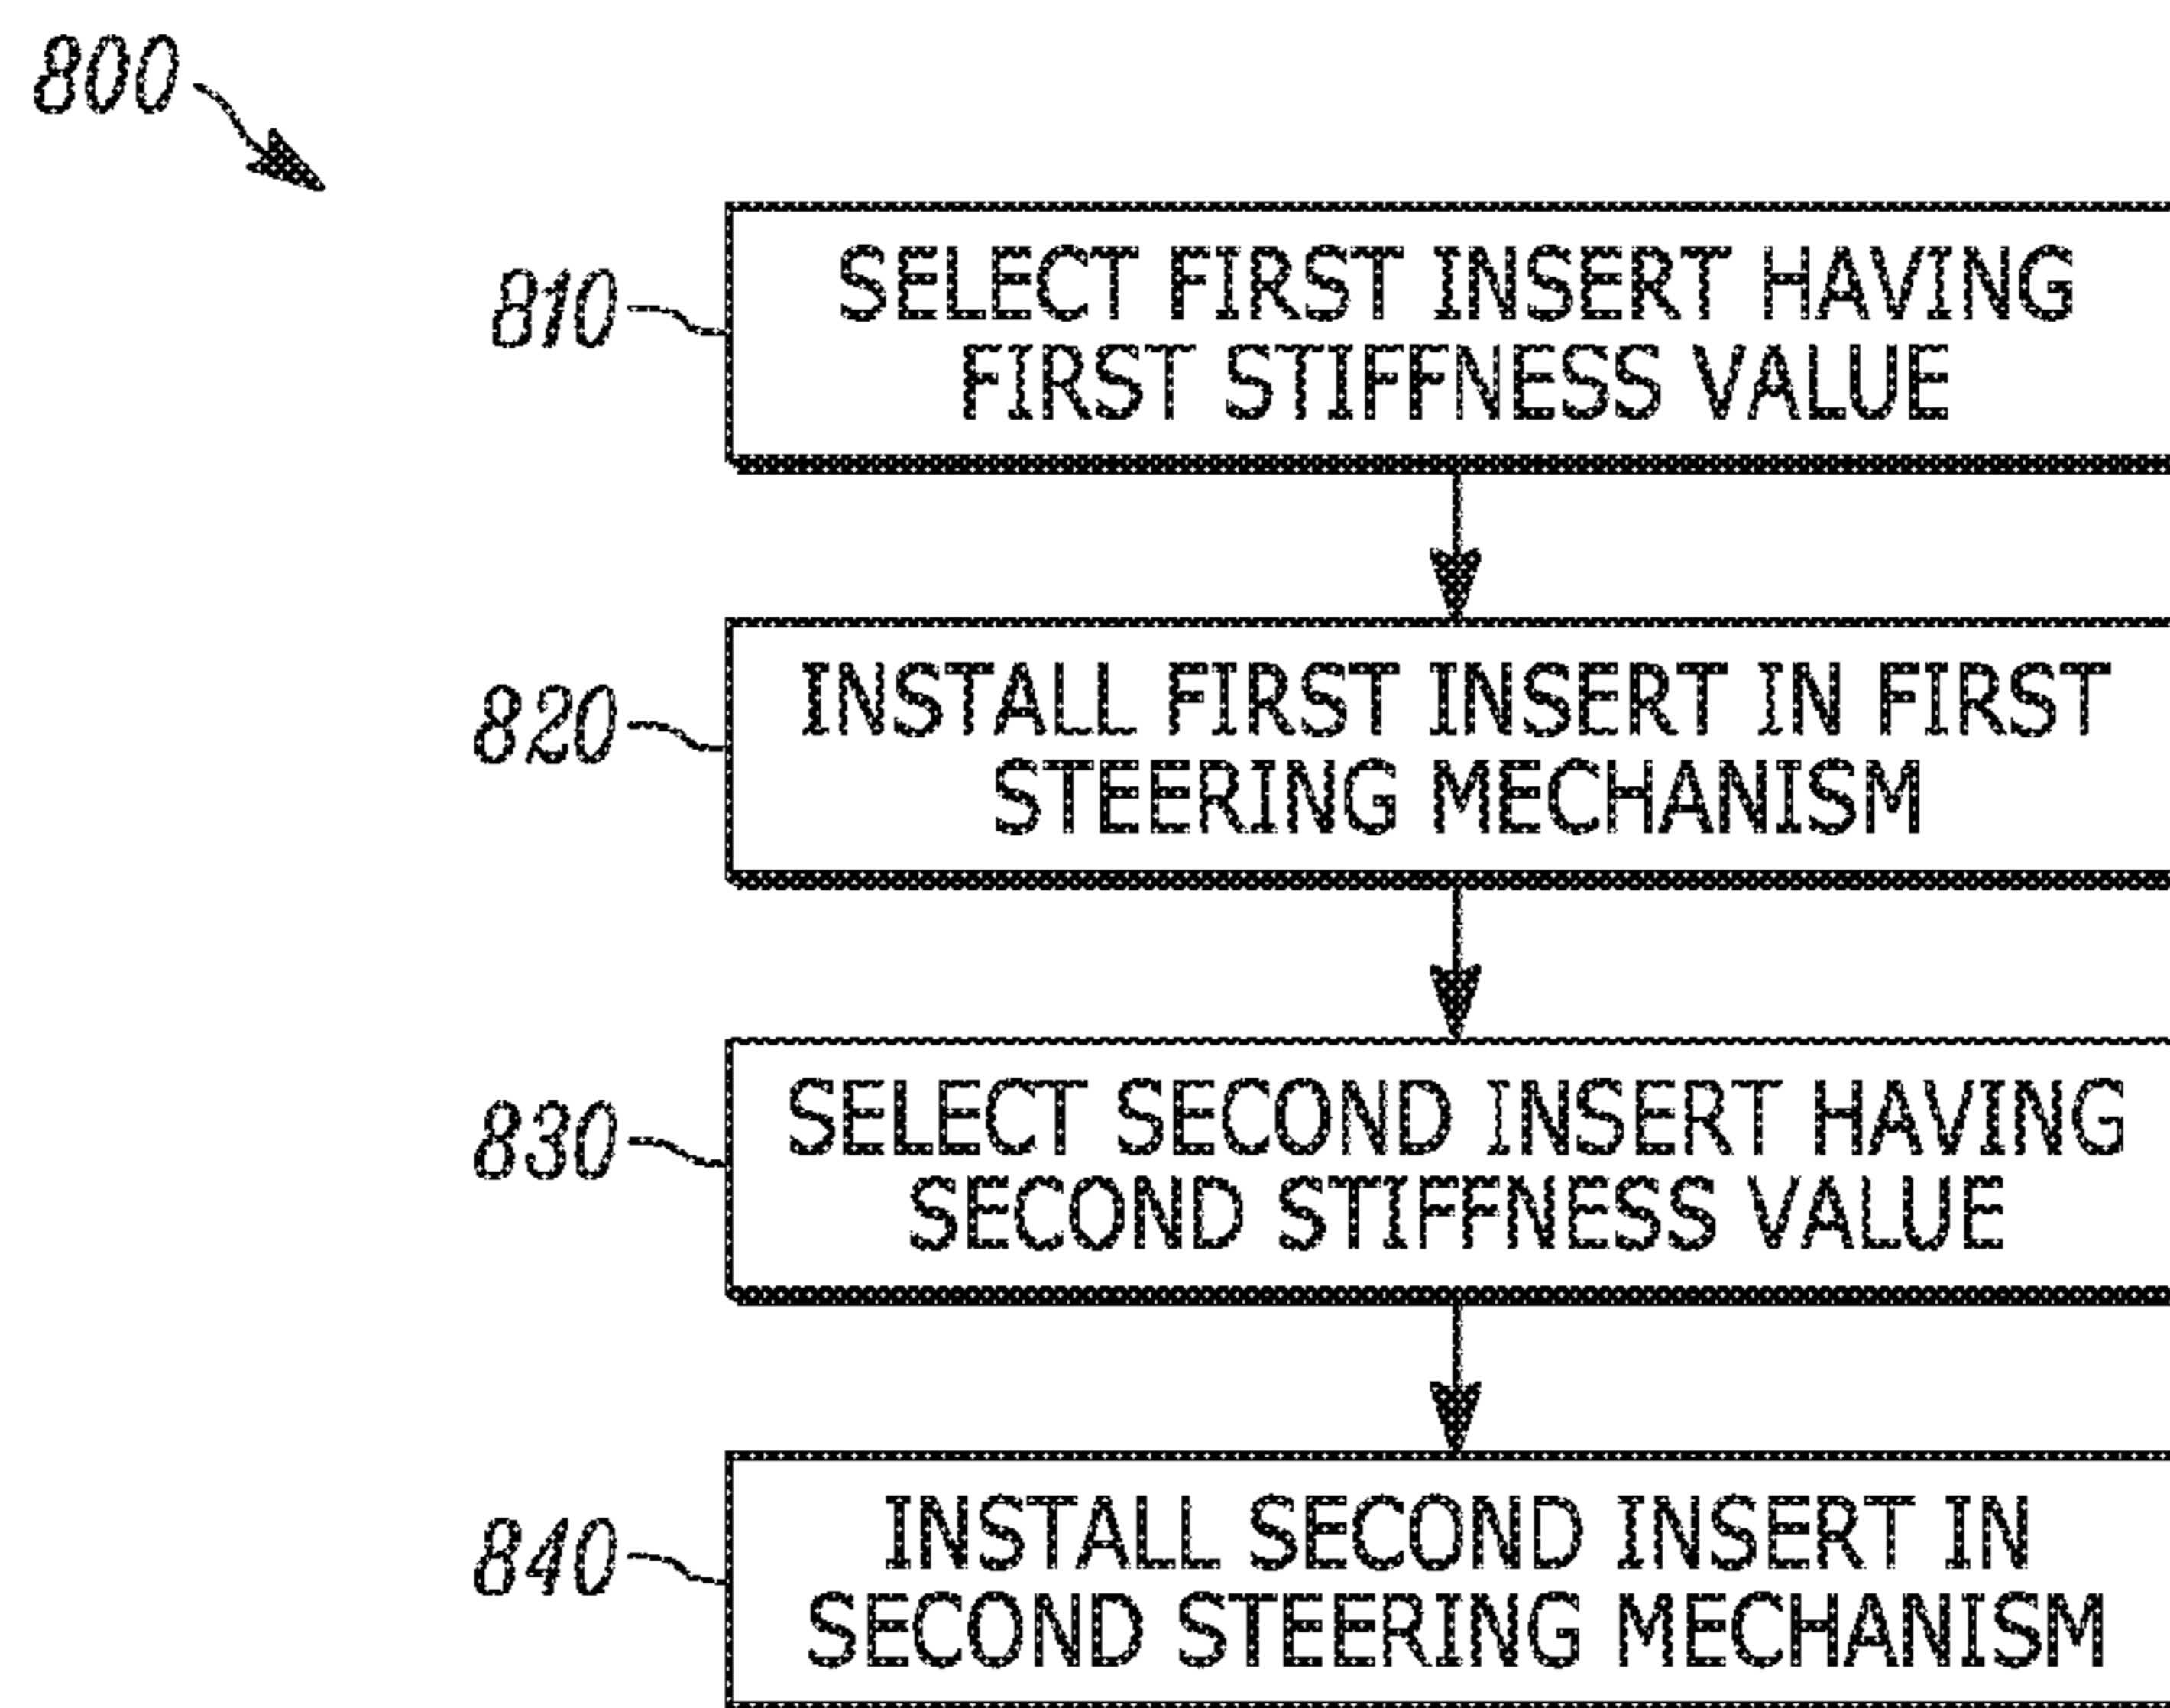 800
810
SELECT FIRST INSERT HAVING
FIRST STIFFNESS VALUE
820
INSTALL FIRST INSERT IN FIRST
STEERING MECHANISM
830
SELECT SECOND INSERT HAVING
SECOND STIFFNESS VALUE
840
INSTALL SECOND INSERT IN
SECOND STEERING MECHANISM